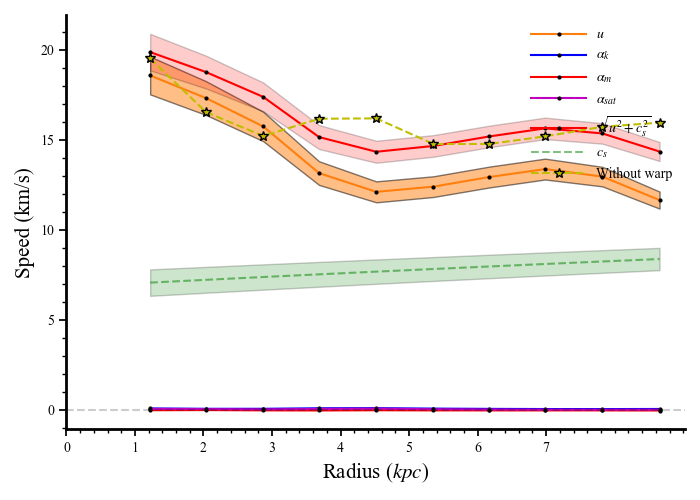 20
15
10
5
0
Speed (km/s)
0 1 2 3 4 5 6 7
Radius (kpc)
u
α_k
α_m
α_sat
√u² + c_s²
c_s
Without warp